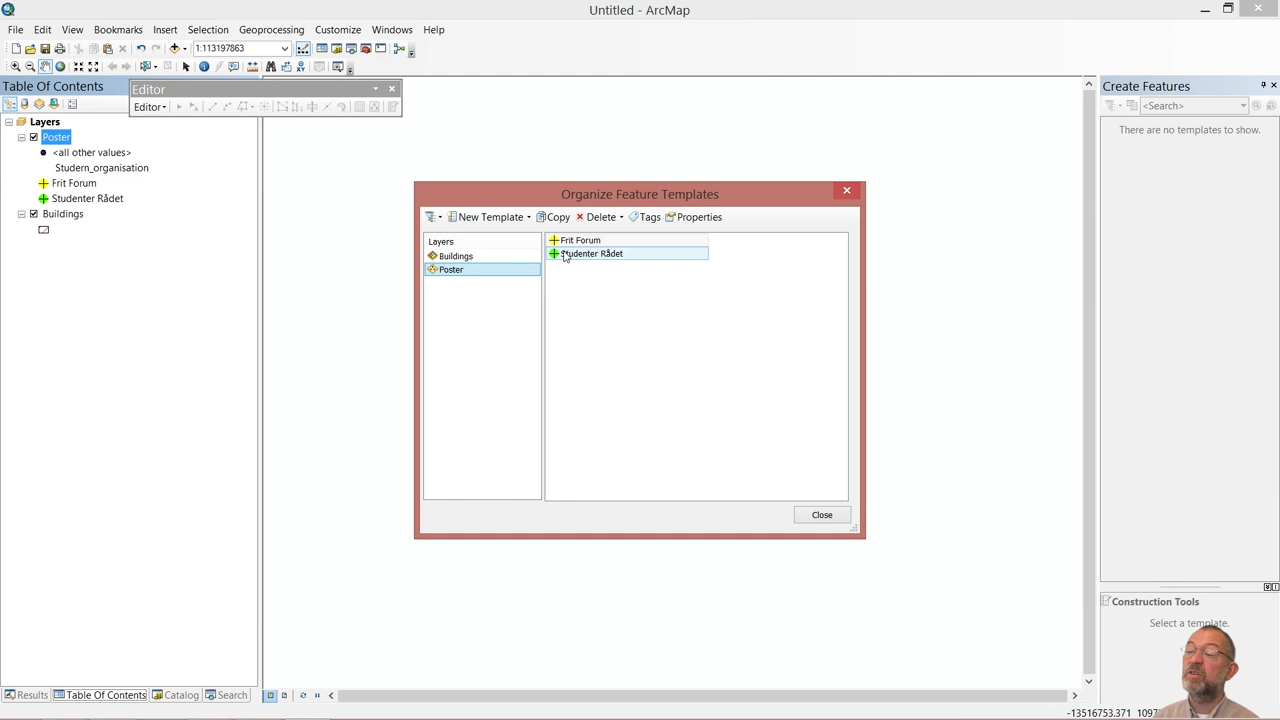 Untitled - ArcMap
File Edit View Bookmarks Insert Selection Geoprocessing Customize Windows Help
1:113197863
Table Of Contents
Editor
Editor
Layers
Poster
<all other values>
Studern_organisation
Frit Forum
Studenter Rådet
Buildings
Organize Feature Templates
New Template Copy Delete Tags Properties
Layers
Buildings
Poster
Frit Forum
Studenter Rådet
Close
Create Features
<Search>
There are no templates to show.
Construction Tools
Select a template.
Results Table Of Contents Catalog Search
-13516753.371 1097